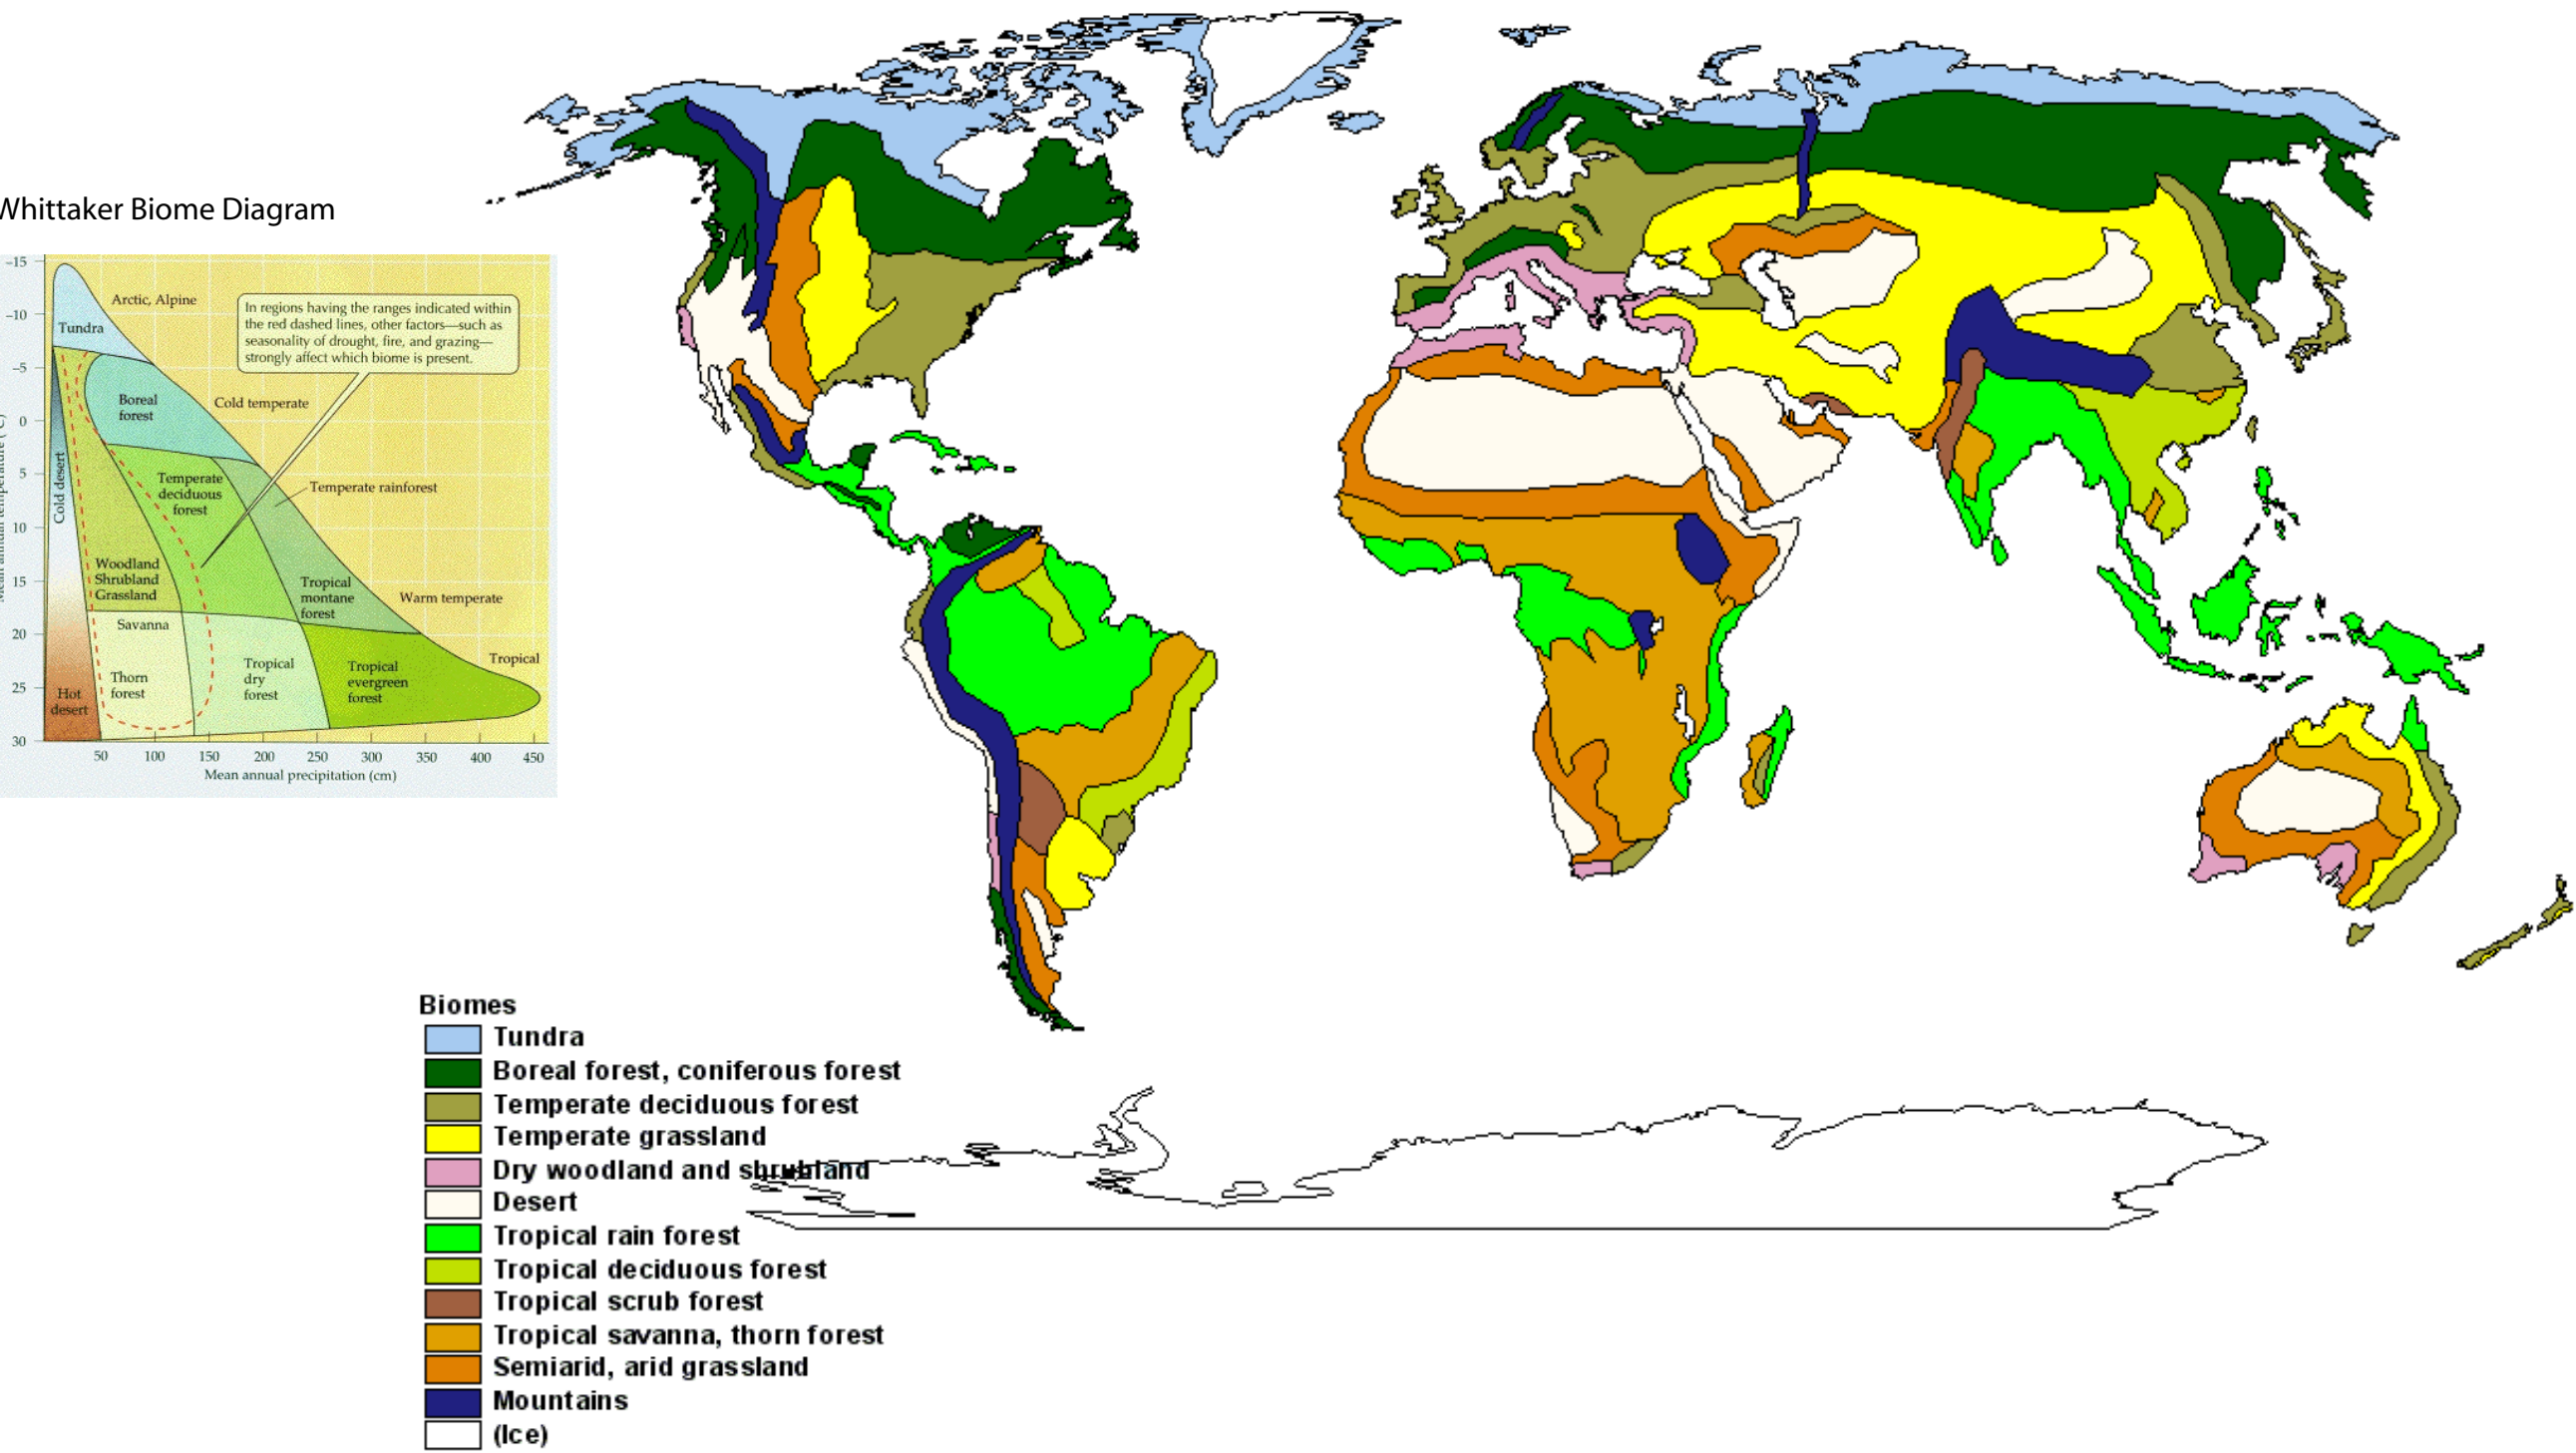 Whittaker Biome Diagram
-15
-10
-5
0
5
10
15
20
25
30
Arctic, Alpine
Tundra
In regions having the ranges indicated within
the red dashed lines, other factors—such as
seasonality of drought, fire, and grazing—
strongly affect which biome is present.
Boreal
forest
Cold temperate
Cold desert
Temperate
deciduous
forest
Temperate rainforest
Woodland
Shrubland
Grassland
Tropical
montane
forest
Warm temperate
Savanna
Tropical
Thorn
forest
Tropical
dry
forest
Tropical
evergreen
forest
Hot
desert
50 100 150 200 250 300 350 400 450
Mean annual precipitation (cm)
Biomes
Tundra
Boreal forest, coniferous forest
Temperate deciduous forest
Temperate grassland
Dry woodland and shrubland
Desert
Tropical rain forest
Tropical deciduous forest
Tropical scrub forest
Tropical savanna, thorn forest
Semiarid, arid grassland
Mountains
(Ice)